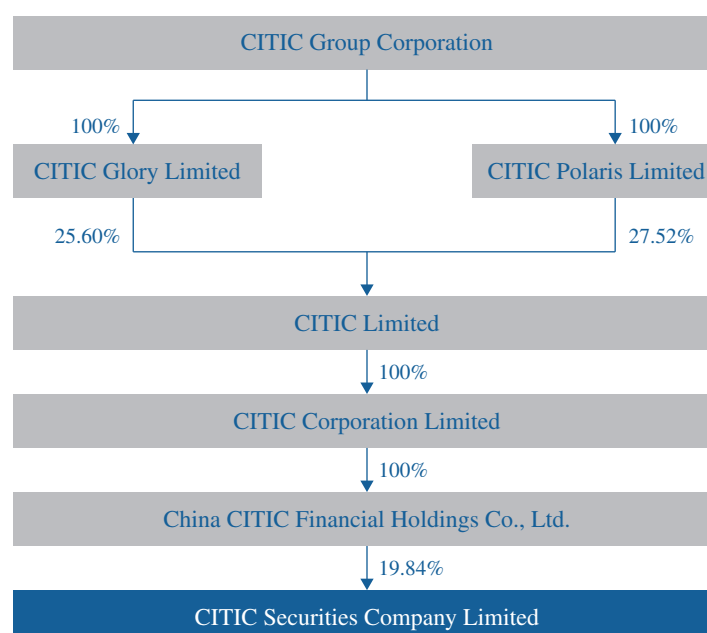 CITIC Group Corporation
100%
100%
CITIC Glory Limited
CITIC Polaris Limited
25.60%
27.52%
CITIC Limited
100%
CITIC Corporation Limited
100%
China CITIC Financial Holdings Co., Ltd.
19.84%
CITIC Securities Company Limited